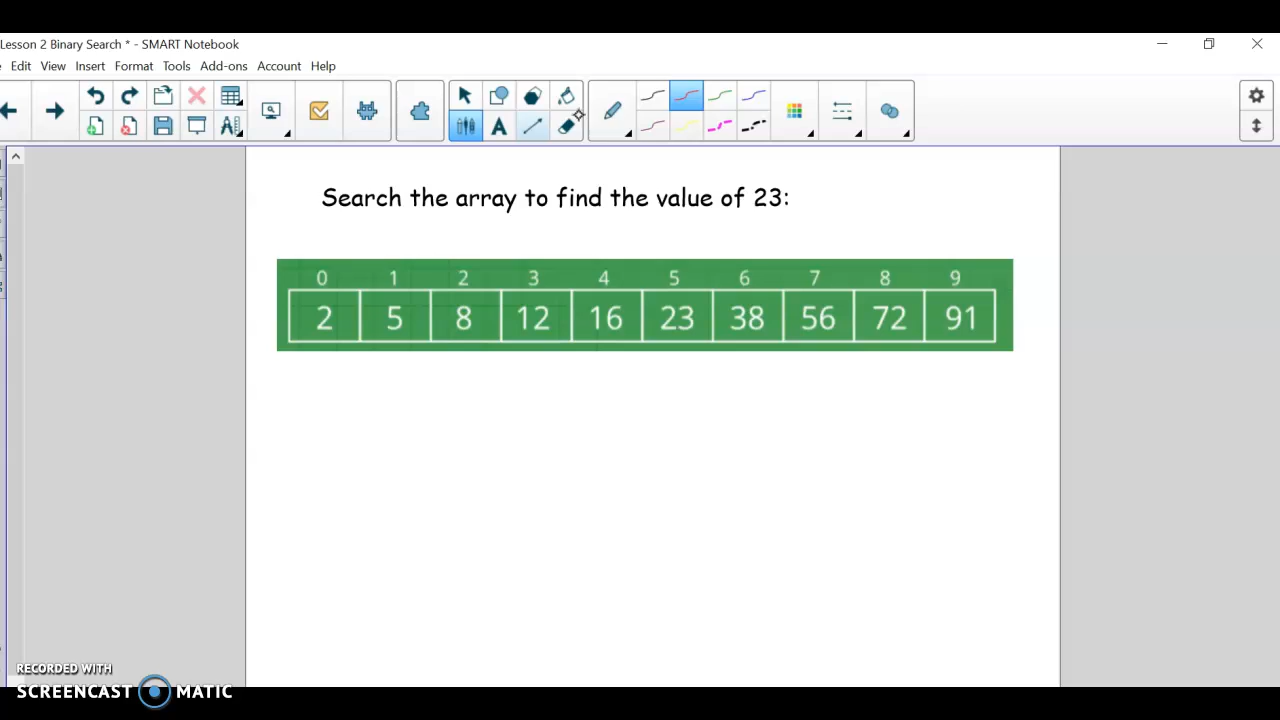 Lesson 2 Binary Search * - SMART Notebook
Edit View Insert Format Tools Add-ons Account Help
A
Search the array to find the value of 23:
0 1 2 3 4 5 6 7 8 9
2 5 8 12 16 23 38 56 72 91
RECORDED WITH
SCREENCAST MATIC